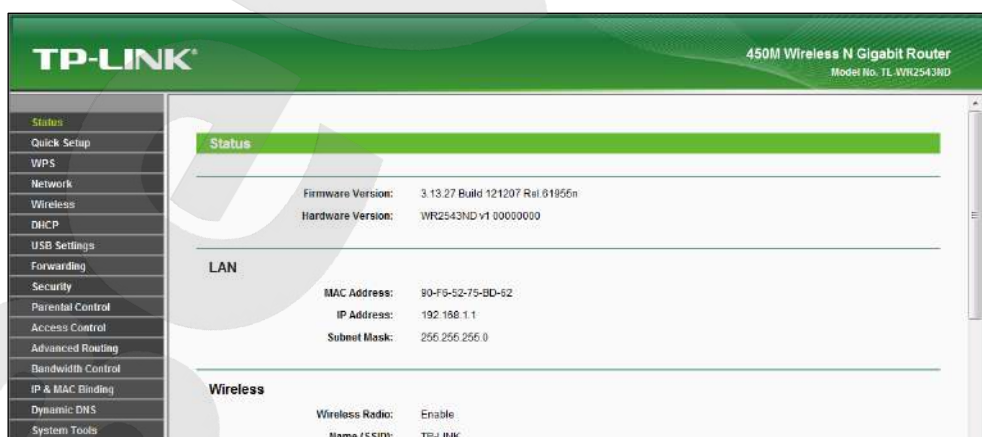 TP-LINK®
450M Wireless N Gigabit Router
Model No. TL-WR2543ND
Status
Quick Setup
WPS
Network
Wireless
DHCP
USB Settings
Forwarding
Security
Parental Control
Access Control
Advanced Routing
Bandwidth Control
IP & MAC Binding
Dynamic DNS
System Tools
Status
Firmware Version: 3.13.27 Build 121207 Rel.61955n
Hardware Version: WR2543ND v1 00000000
LAN
MAC Address: 90-F6-52-75-BD-62
IP Address: 192.168.1.1
Subnet Mask: 255.255.255.0
Wireless
Wireless Radio: Enable
Name (SSID): TP-LINK